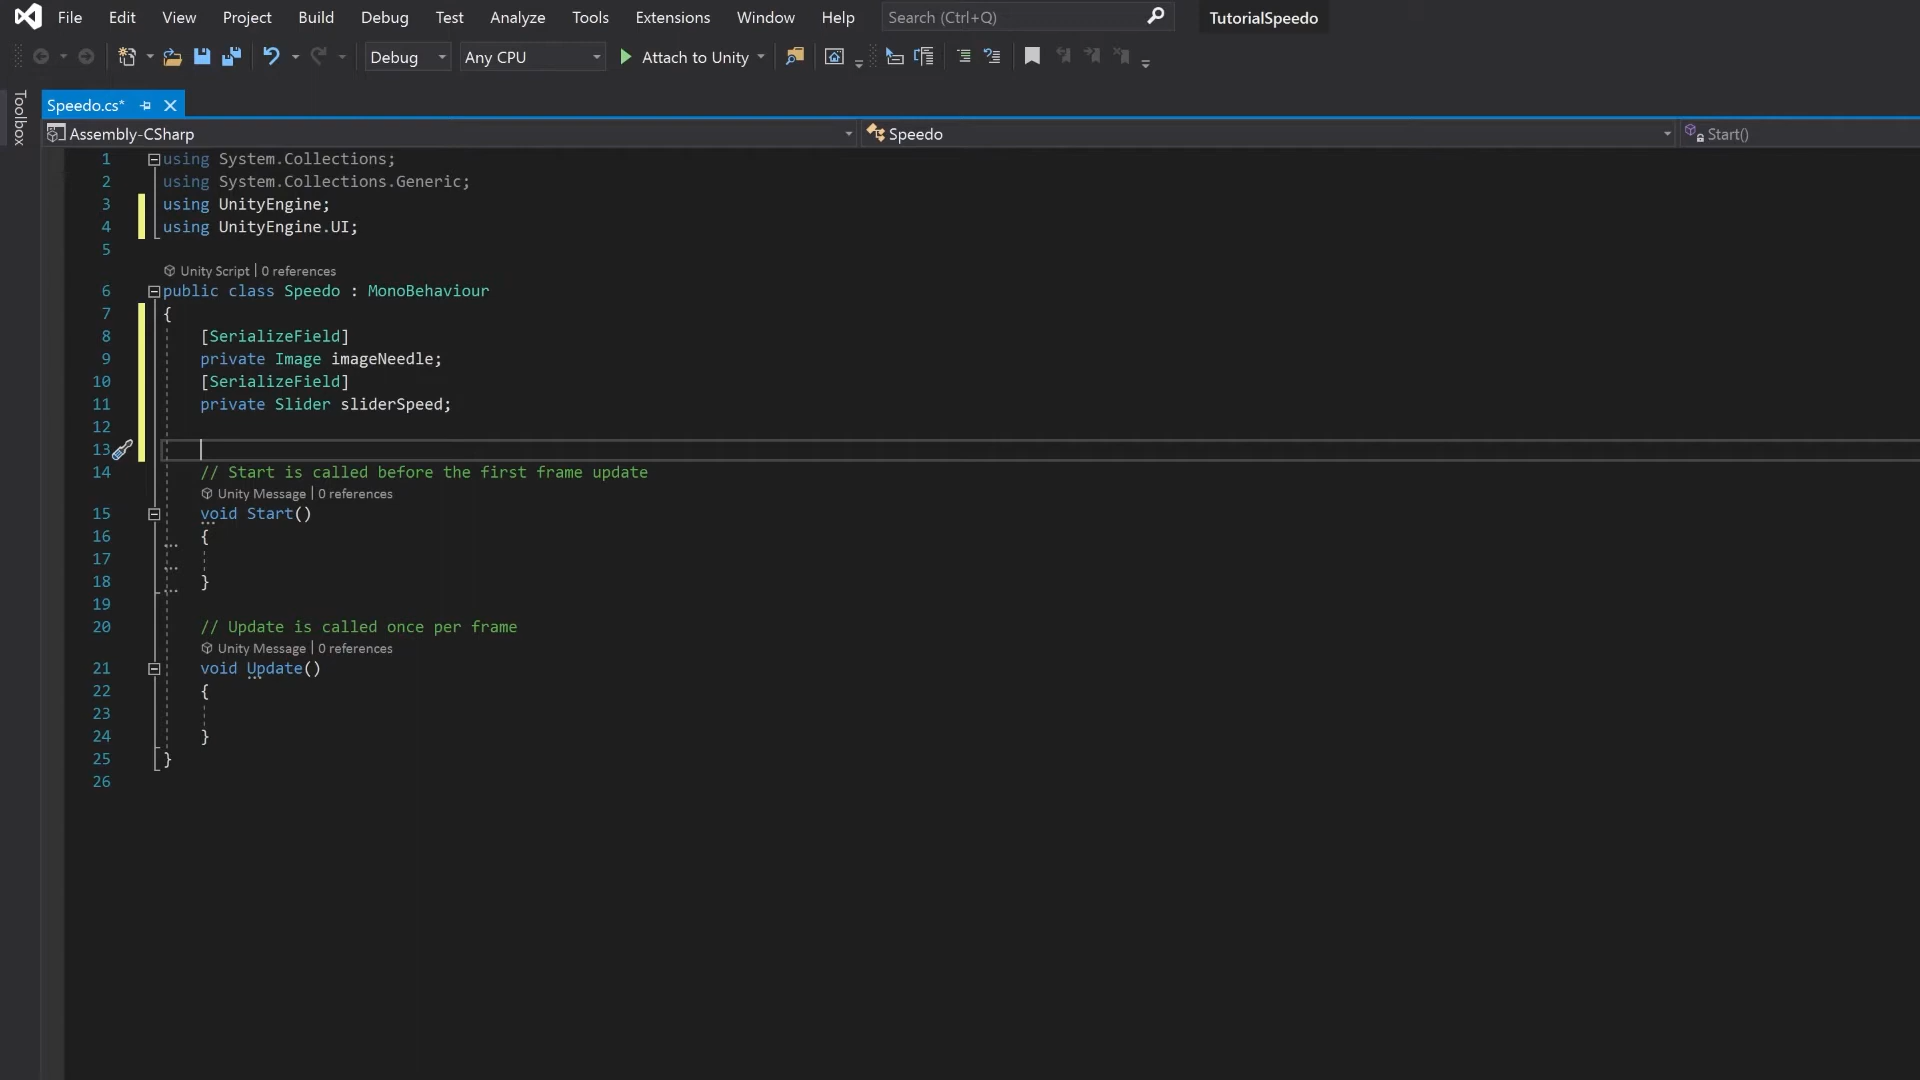 File Edit View Project Build Debug Test Analyze Tools Extensions Window Help Search (Ctrl+Q) TutorialSpeedo
Debug Any CPU Attach to Unity
Toolbox
Speedo.cs*
Assembly-CSharp Speedo Start()
1 using System.Collections;
2 using System.Collections.Generic;
3 using UnityEngine;
4 using UnityEngine.UI;
5
Unity Script | 0 references
6 public class Speedo : MonoBehaviour
7 {
8 [SerializeField]
9 private Image imageNeedle;
10 [SerializeField]
11 private Slider sliderSpeed;
12
13
14 // Start is called before the first frame update
Unity Message | 0 references
15 void Start()
16 {
17
18 }
19
20 // Update is called once per frame
Unity Message | 0 references
21 void Update()
22 {
23
24 }
25 }
26